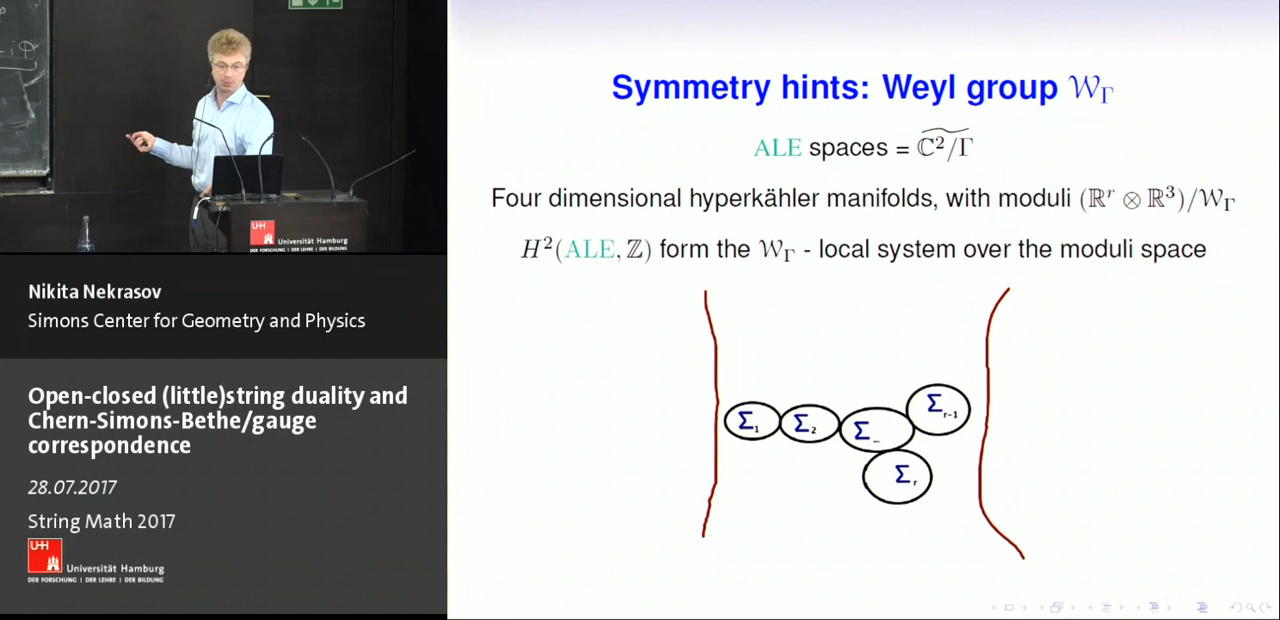 Symmetry hints: Weyl group 𝒲_Γ
ALE spaces = \widetilde{ℂ²/Γ}
Four dimensional hyperkähler manifolds, with moduli (ℝ^r ⊗ ℝ³)/𝒲_Γ
H²(ALE, ℤ) form the 𝒲_Γ - local system over the moduli space
Σ₁ Σ₂ Σ_... Σ_{r-1}
Σ_r
UH
Universität Hamburg
DER FORSCHUNG | DER LEHRE | DER BILDUNG
Nikita Nekrasov
Simons Center for Geometry and Physics
Open-closed (little)string duality and
Chern-Simons-Bethe/gauge
correspondence
28.07.2017
String Math 2017
UH
Universität Hamburg
DER FORSCHUNG | DER LEHRE | DER BILDUNG